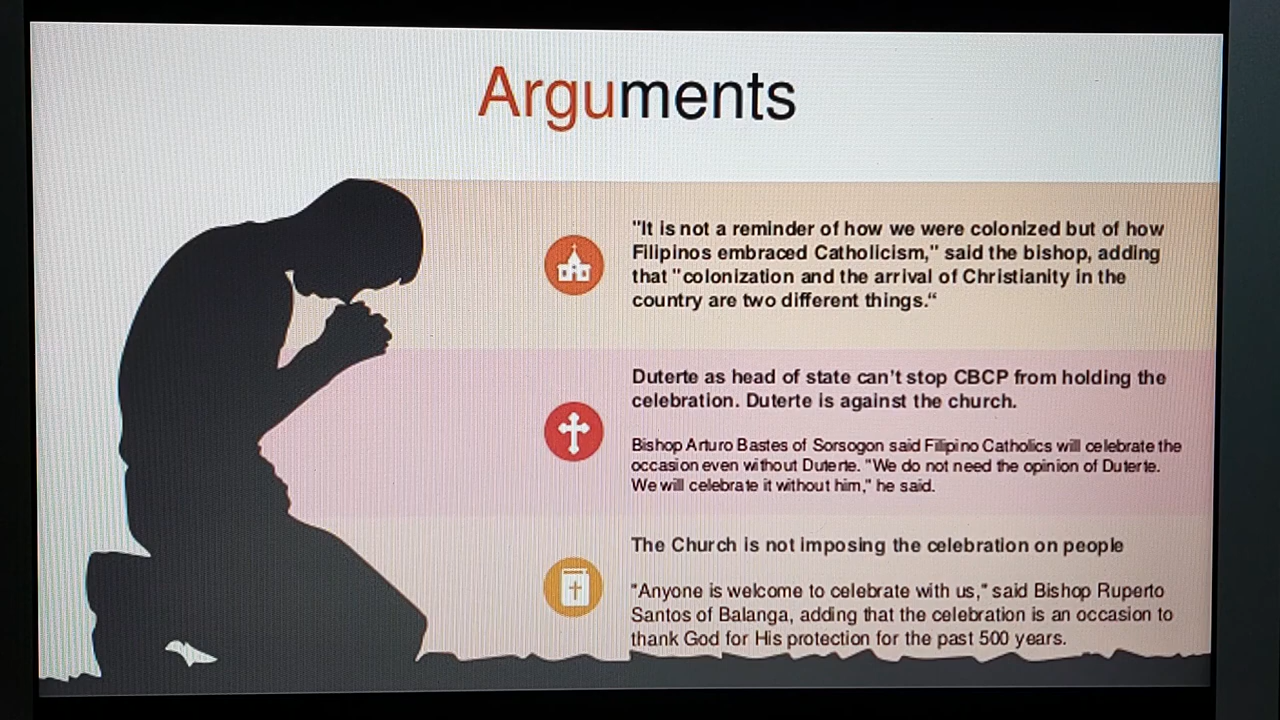 Arguments
"It is not a reminder of how we were colonized but of how
Filipinos embraced Catholicism," said the bishop, adding
that "colonization and the arrival of Christianity in the
country are two different things.“
Duterte as head of state can't stop CBCP from holding the
celebration. Duterte is against the church.
Bishop Arturo Bastes of Sorsogon said Filipino Catholics will celebrate the
occasion even without Duterte. "We do not need the opinion of Duterte.
We will celebrate it without him," he said.
The Church is not imposing the celebration on people
"Anyone is welcome to celebrate with us," said Bishop Ruperto
Santos of Balanga, adding that the celebration is an occasion to
thank God for His protection for the past 500 years.